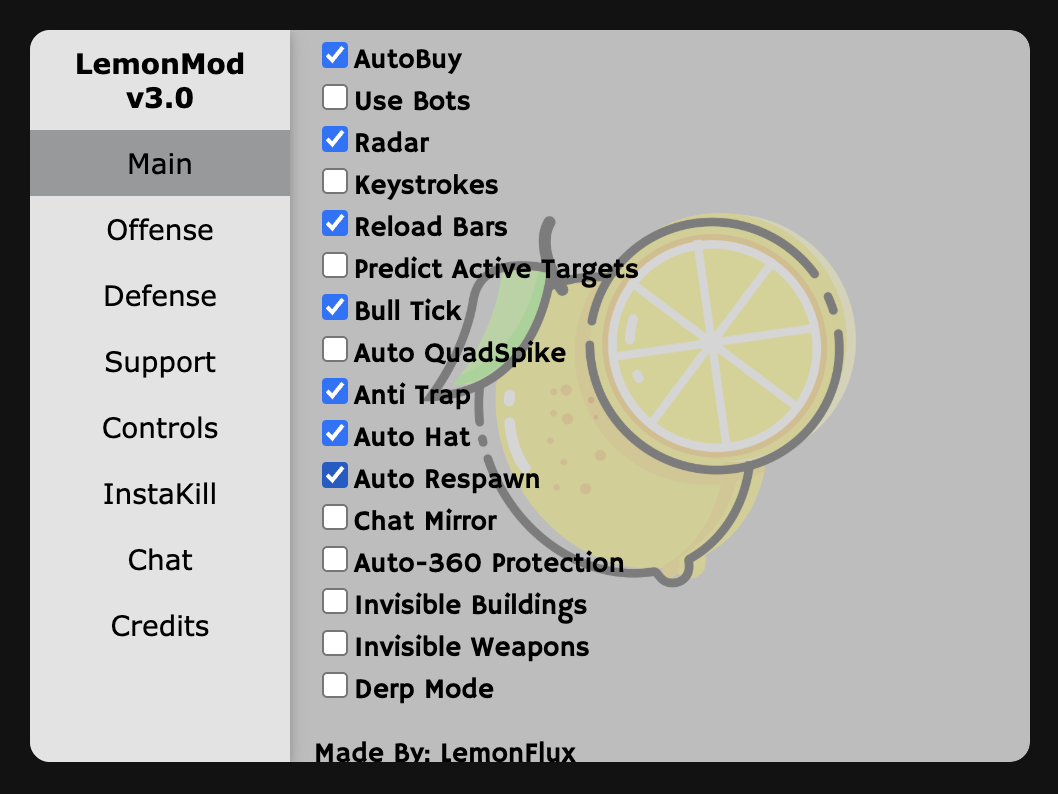 LemonMod
v3.0
Main
Offense
Defense
Support
Controls
InstaKill
Chat
Credits
AutoBuy
Use Bots
Radar
Keystrokes
Reload Bars
Predict Active Targets
Bull Tick
Auto QuadSpike
Anti Trap
Auto Hat
Auto Respawn
Chat Mirror
Auto-360 Protection
Invisible Buildings
Invisible Weapons
Derp Mode
Made By: LemonFlux